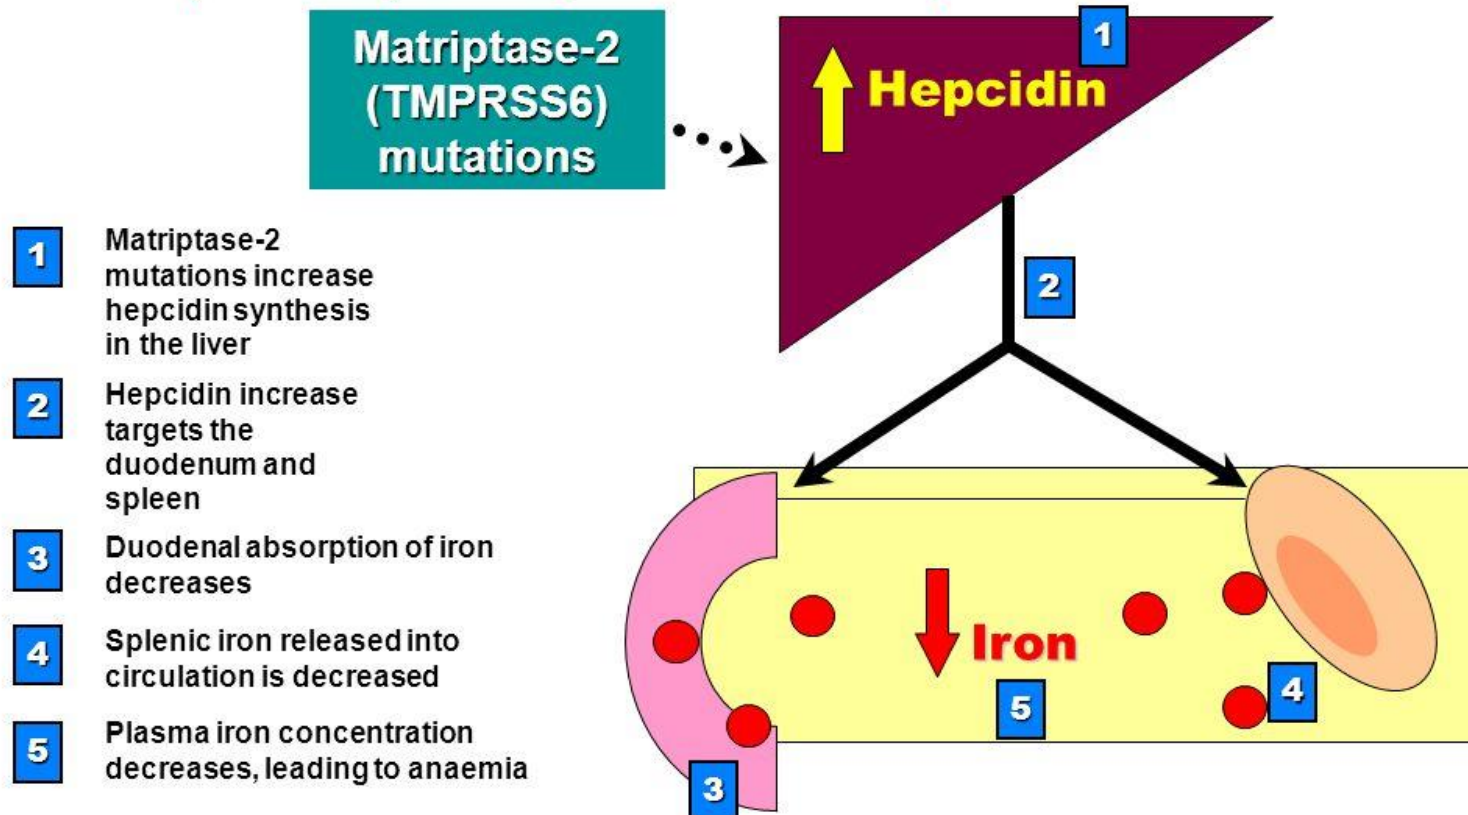 Matriptase-2
(TMPRSS6)
mutations
1
Hepcidin
1
Matriptase-2
mutations increase
hepcidin synthesis
in the liver
2
2
Hepcidin increase
targets the
duodenum and
spleen
3
Duodenal absorption of iron
decreases
4
Splenic iron released into
circulation is decreased
5
Plasma iron concentration
decreases, leading to anaemia
Iron
5
4
3